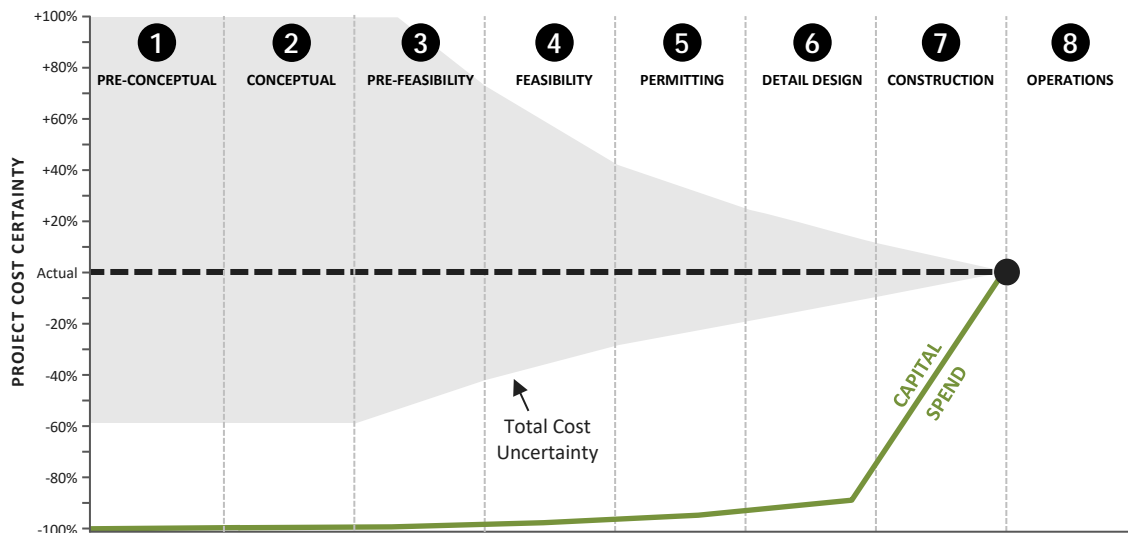 PROJECT COST CERTAINTY
+100%
+80%
+60%
+40%
+20%
Actual
-20%
-40%
-60%
-80%
-100%
1
PRE-CONCEPTUAL
2
CONCEPTUAL
3
PRE-FEASIBILITY
4
FEASIBILITY
5
PERMITTING
6
DETAIL DESIGN
7
CONSTRUCTION
8
OPERATIONS
Total Cost
Uncertainty
CAPITAL
SPEND